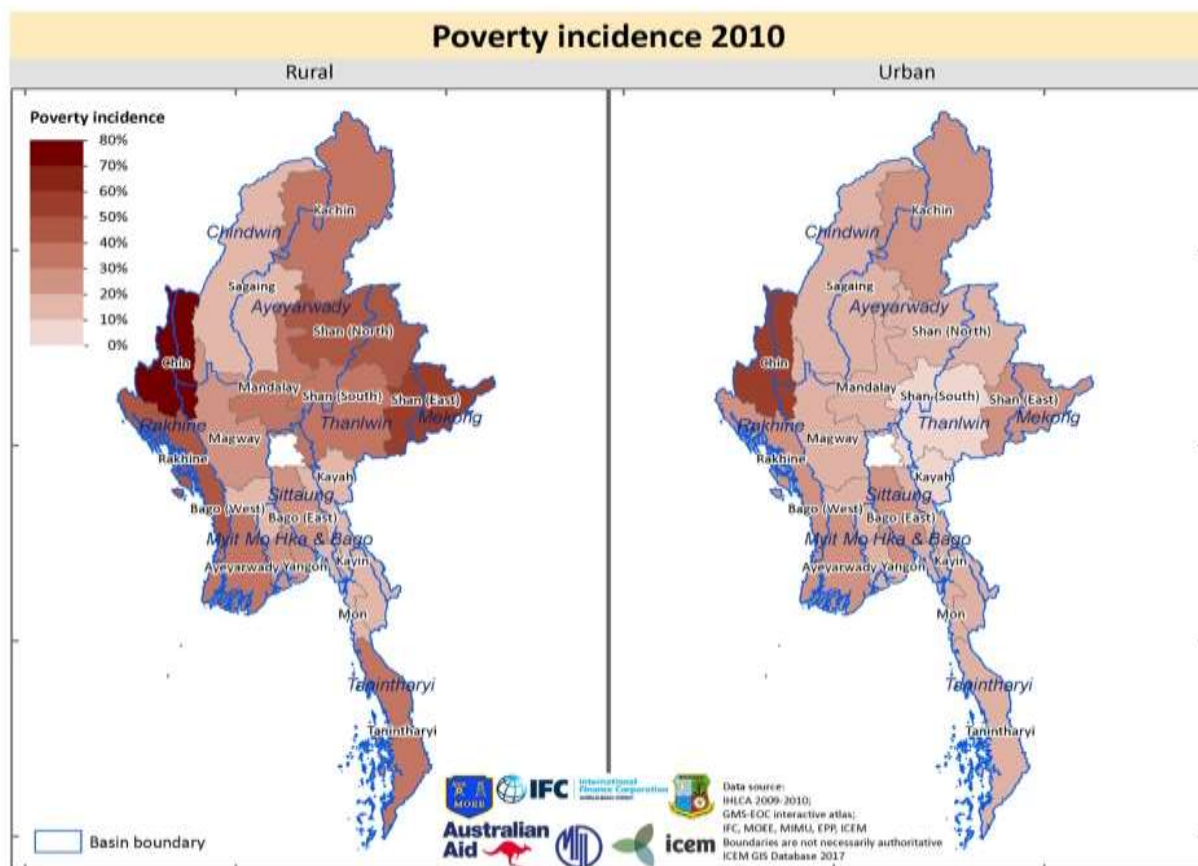 Poverty incidence 2010
Rural
Urban
Poverty incidence
80%
70%
60%
50%
40%
30%
20%
10%
0%
Kachin
Chindwin
Sagaing
Ayeyarwady
Shan (North)
Chin
Mandalay
Shan (South)
Shan (East)
Mekong
Rakhine
Thanlwin
Magway
Rakhine
Kayah
Sittaung
Bago (West)
Bago (East)
Myit Mo Hka & Bago
Ayeyarwady
Yangon
Kayin
Mon
Tanintharyi
Tanintharyi
Basin boundary
Kachin
Chindwin
Sagaing
Ayeyarwady
Shan (North)
Chin
Mandalay
Shan (South)
Shan (East)
Mekong
Rakhine
Thanlwin
Magway
Rakhine
Kayah
Sittaung
Bago (West)
Bago (East)
Myit Mo Hka & Bago
Ayeyarwady
Yangon
Kayin
Mon
Tanintharyi
Tanintharyi
MOEE
IFC
International
Finance Corporation
Australian
Aid
icem
Data source:
IHLCA 2009-2010;
GMS-EOC interactive atlas;
IFC, MOEE, MIMU, EPP, ICEM
Boundaries are not necessarily authoritative
ICEM GIS Database 2017